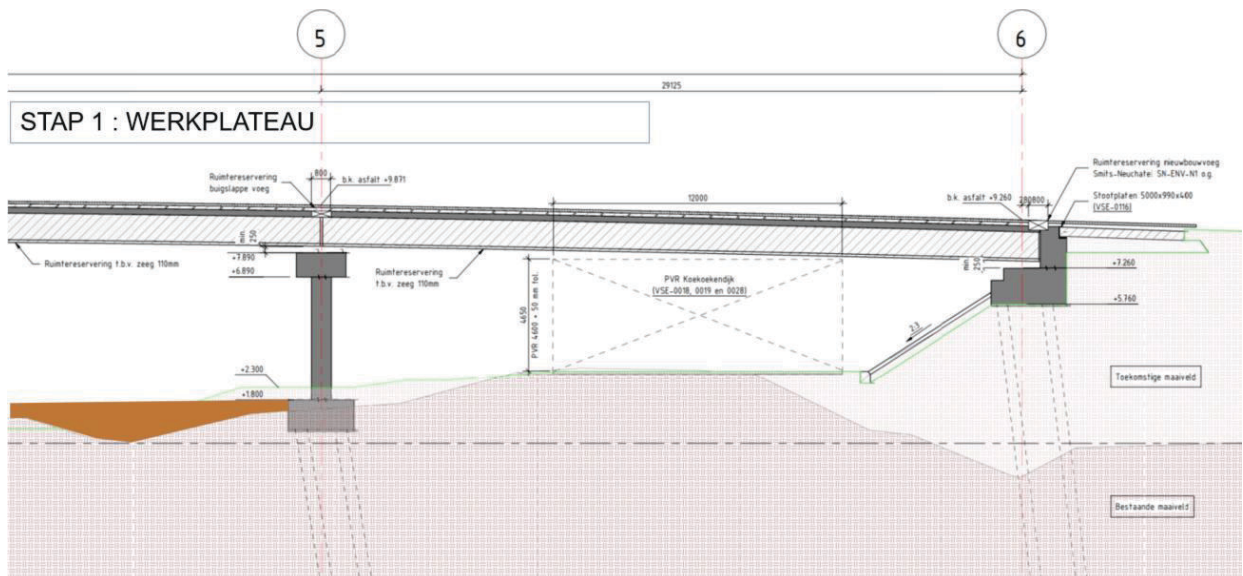 5
6
29125
STAP 1 : WERKPLATEAU
Ruimtereservering
buigslappe voeg
800
b.k. asfalt +9.871
12000
b.k. asfalt +9.260
280
800
Ruimtereservering nieuwbouwvoeg
Smits-Neuchatel SN-ENV-N1 o.g.
Stootplaten 5000x990x400
(VSE-0116)
min.
250
+7.890
+6.890
Ruimtereservering t.b.v. zeeg 110mm
Ruimtereservering
t.b.v. zeeg 110mm
PVR Koekoekendijk
(VSE-0018, 0019 en 0028)
4650
PVR 4600 + 50 mm tol.
min.
250
+7.260
+5.760
2:3
+2.300
+1.800
Toekomstige maaiveld
Bestaande maaiveld